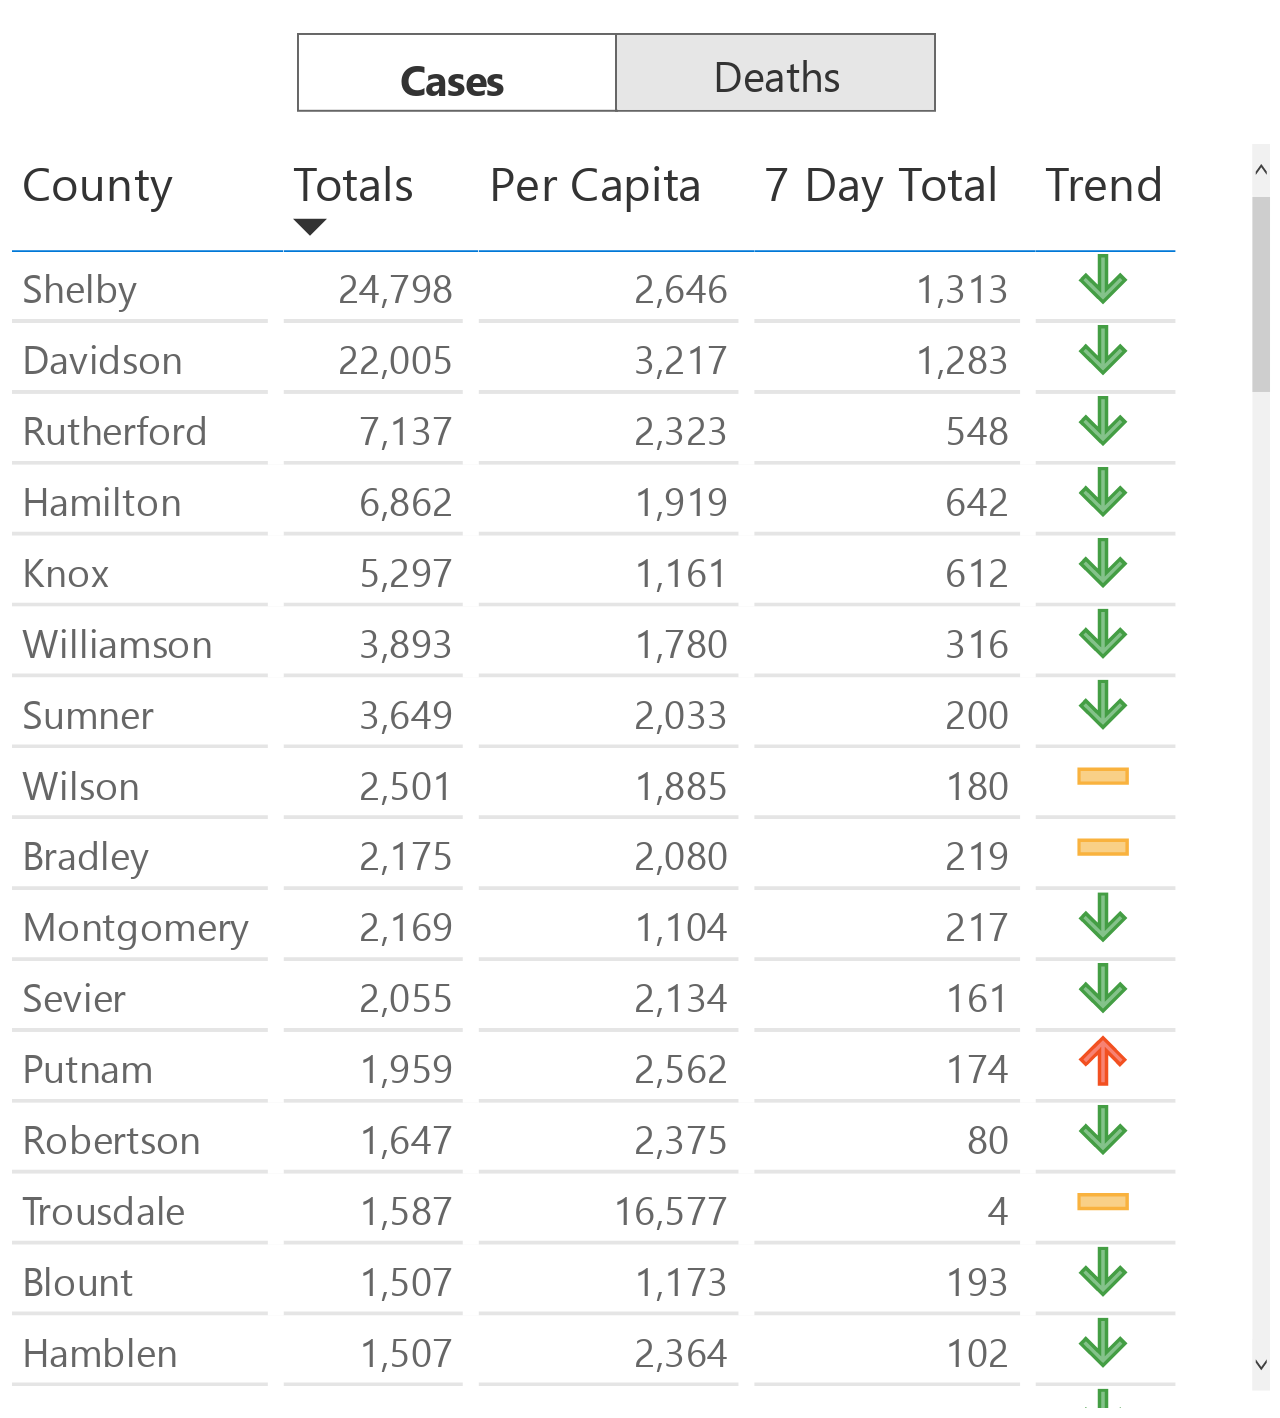 Cases Deaths
County Totals Per Capita 7 Day Total Trend
Shelby 24,798 2,646 1,313
Davidson 22,005 3,217 1,283
Rutherford 7,137 2,323 548
Hamilton 6,862 1,919 642
Knox 5,297 1,161 612
Williamson 3,893 1,780 316
Sumner 3,649 2,033 200
Wilson 2,501 1,885 180
Bradley 2,175 2,080 219
Montgomery 2,169 1,104 217
Sevier 2,055 2,134 161
Putnam 1,959 2,562 174
Robertson 1,647 2,375 80
Trousdale 1,587 16,577 4
Blount 1,507 1,173 193
Hamblen 1,507 2,364 102